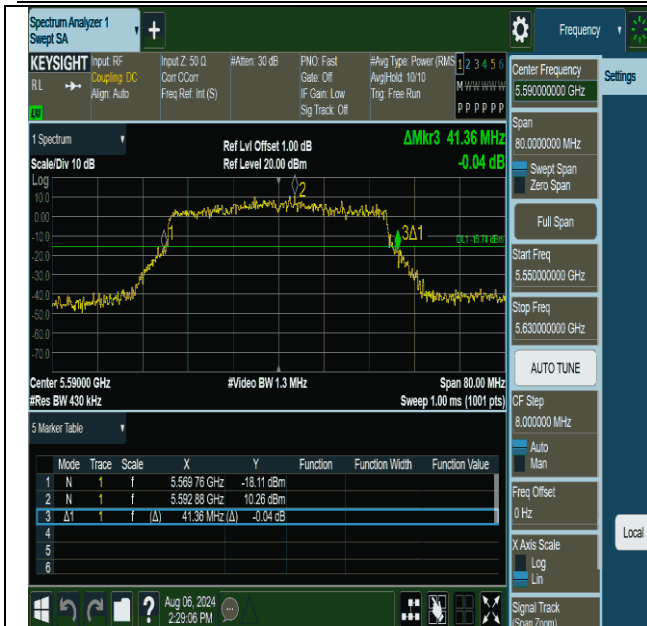 Spectrum Analyzer 1
Swept SA
+
Frequency
KEYSIGHT
RL
Input: RF
Coupling: DC
Align: Auto
Input Z: 50 Ω
Corr CCorr
Freq Ref: Int (S)
#Atten: 30 dB
PNO: Fast
Gate: Off
IF Gain: Low
Sig Track: Off
#Avg Type: Power (RMS
Avg|Hold: 10/10
Trig: Free Run
1 2 3 4 5 6
M W W W W W
P P P P P P
1 Spectrum
Scale/Div 10 dB
Ref Lvl Offset 1.00 dB
Ref Level 20.00 dBm
ΔMkr3 41.36 MHz
-0.04 dB
Log
10.0
0.00
-10.0
-20.0
-30.0
-40.0
-50.0
-60.0
-70.0
1
2
3Δ1
DL1 -15.74 dBm
Center 5.59000 GHz
#Res BW 430 kHz
#Video BW 1.3 MHz
Span 80.00 MHz
Sweep 1.00 ms (1001 pts)
5 Marker Table
Mode Trace Scale X Y Function Function Width Function Value
1 N 1 f 5.569 76 GHz -18.11 dBm
2 N 1 f 5.592 88 GHz 10.26 dBm
3 Δ1 1 f (Δ) 41.36 MHz (Δ) -0.04 dB
4
5
6
Aug 06, 2024
2:29:06 PM
Center Frequency
5.590000000 GHz
Span
80.0000000 MHz
Swept Span
Zero Span
Full Span
Start Freq
5.550000000 GHz
Stop Freq
5.630000000 GHz
AUTO TUNE
CF Step
8.000000 MHz
Auto
Man
Freq Offset
0 Hz
X Axis Scale
Log
Lin
Signal Track
(Span Zoom)
Settings
Local